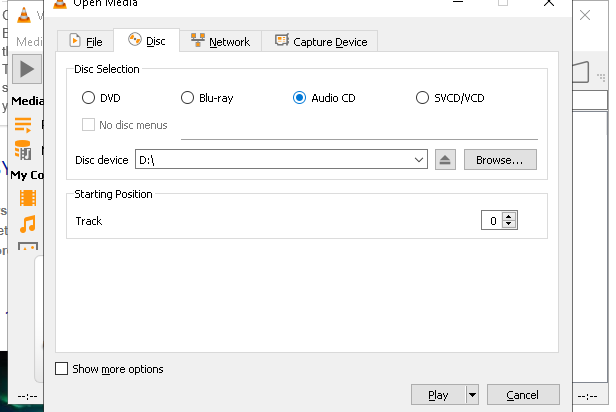 Open Media
File
Disc
Network
Capture Device
Disc Selection
DVD
Blu-ray
Audio CD
SVCD/VCD
No disc menus
Disc device
D:\
Browse...
Starting Position
Track
0
Show more options
Play
Cancel
Media
Media
My Co
--:--
--:--